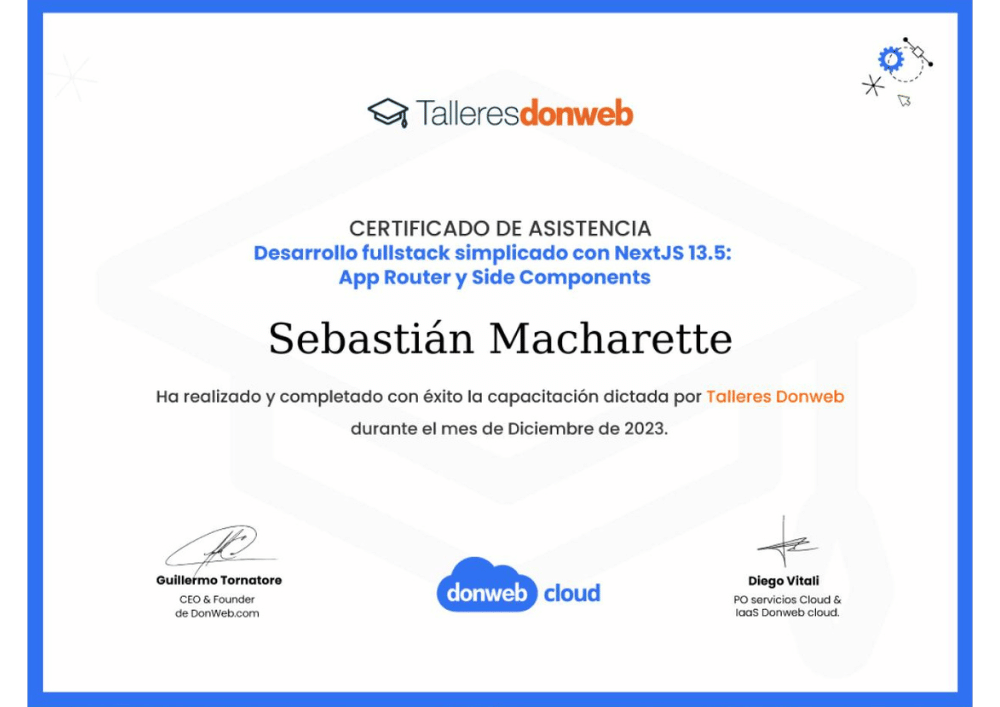 Talleresdonweb
CERTIFICADO DE ASISTENCIA
Desarrollo fullstack simplicado con NextJS 13.5:
App Router y Side Components
Sebastián Macharette
Ha realizado y completado con éxito la capacitación dictada por Talleres Donweb
durante el mes de Diciembre de 2023.
Guillermo Tornatore
CEO & Founder
de DonWeb.com
donweb cloud
Diego Vitali
PO servicios Cloud &
IaaS Donweb cloud.